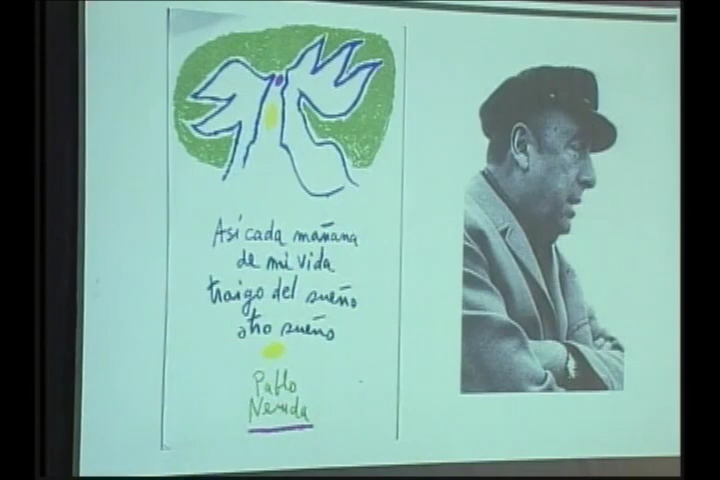 Así cada mañana
de mi vida
traigo del sueño
otro sueño
Pablo
Neruda